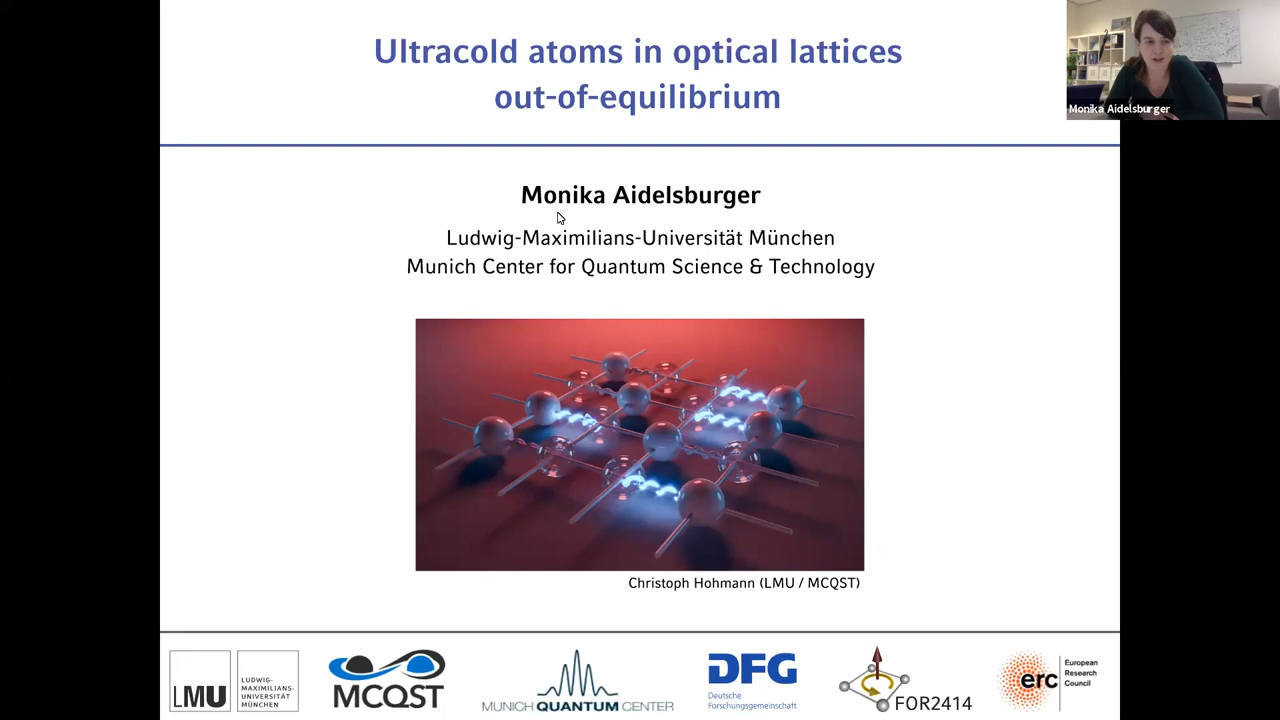 Ultracold atoms in optical lattices
out-of-equilibrium
Monika Aidelsburger
Monika Aidelsburger
Ludwig-Maximilians-Universität München
Munich Center for Quantum Science & Technology
Christoph Hohmann (LMU / MCQST)
LMU
LUDWIG-
MAXIMILIANS-
UNIVERSITÄT
MÜNCHEN
MCQST
MUNICH QUANTUM CENTER
DFG
Deutsche
Forschungsgemeinschaft
FOR2414
erc
European
Research
Council